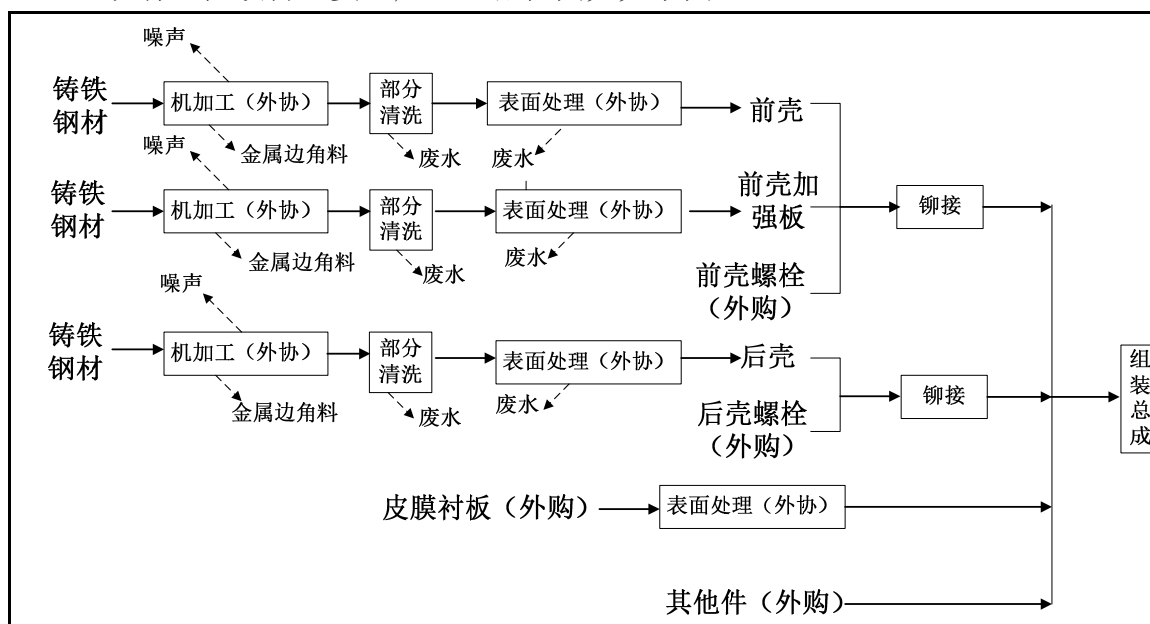 噪声
铸铁
钢材
机加工（外协）
部分
清洗
表面处理（外协）
前壳
金属边角料
废水
废水
噪声
铸铁
钢材
机加工（外协）
部分
清洗
表面处理（外协）
前壳加
强板
铆接
金属边角料
废水
废水
前壳螺栓
（外购）
噪声
铸铁
钢材
机加工（外协）
部分
清洗
表面处理（外协）
后壳
金属边角料
废水
废水
后壳螺栓
（外购）
铆接
组
装
总
成
皮膜衬板（外购）
表面处理（外协）
其他件（外购）